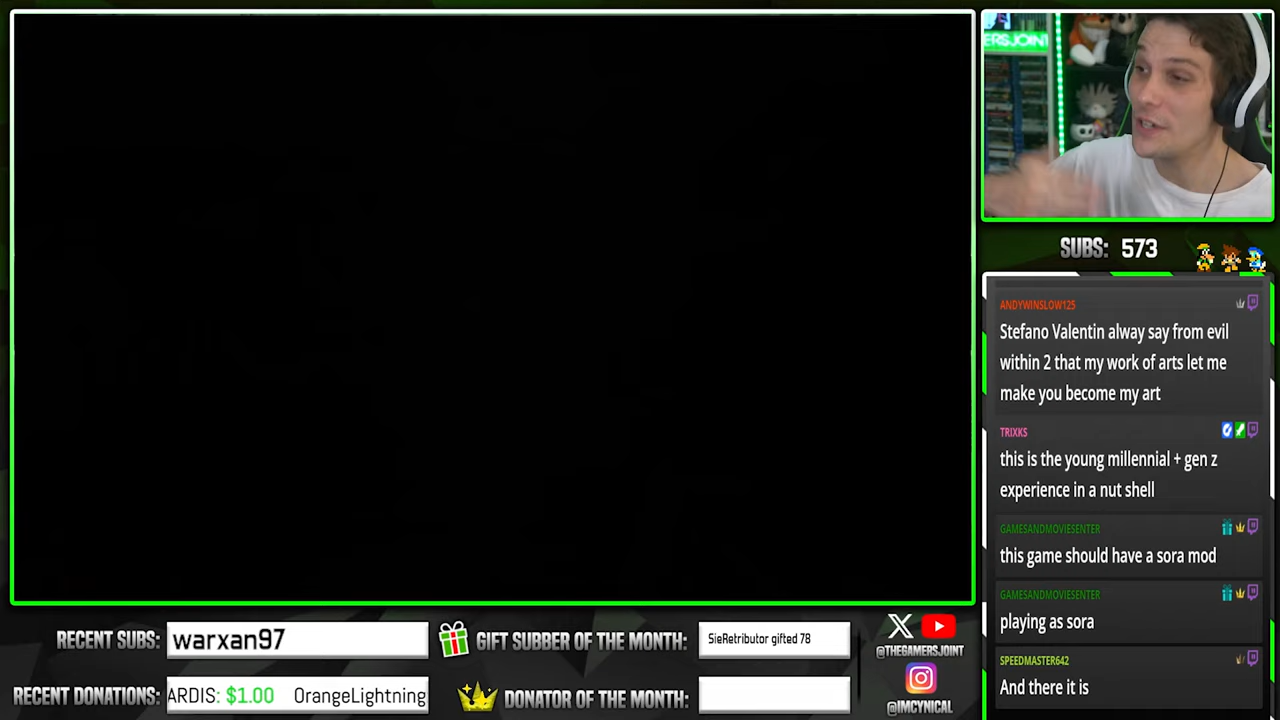 ERSJOINT
SUBS: 573
ANDYWINSLOW125
Stefano Valentin alway say from evil
within 2 that my work of arts let me
make you become my art
TRIXKS
this is the young millennial + gen z
experience in a nut shell
GAMESANDMOVIESENTER
this game should have a sora mod
GAMESANDMOVIESENTER
playing as sora
SPEEDMASTER642
And there it is
RECENT SUBS: warxan97
GIFT SUBBER OF THE MONTH: SieRetributor gifted 78
@THEGAMERSJOINT
RECENT DONATIONS: ARDIS: $1.00 OrangeLightning
DONATOR OF THE MONTH:
@IMCYNICAL